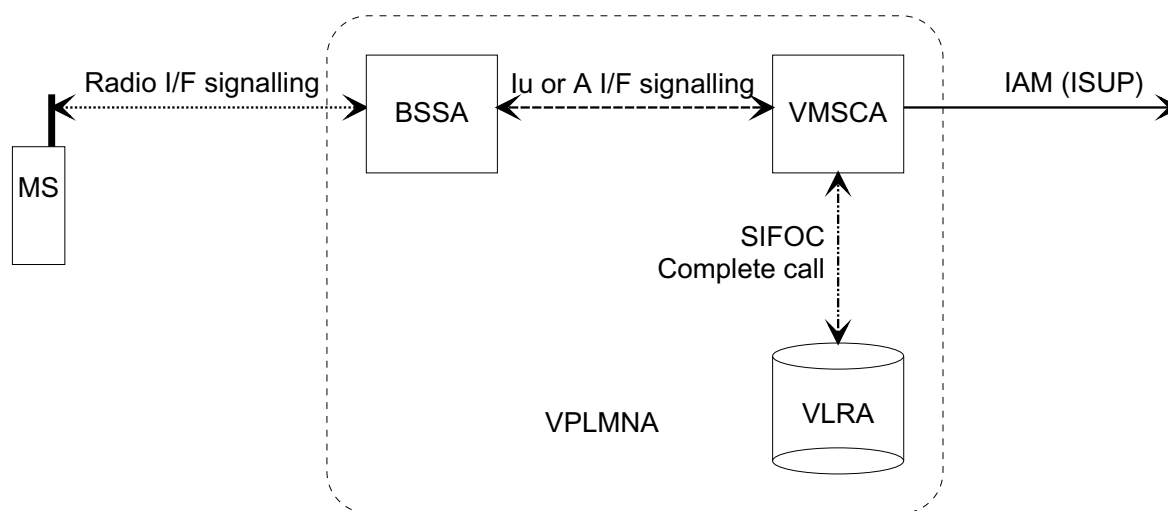 Radio I/F signalling
Iu or A I/F signalling
IAM (ISUP)
BSSA
VMSCA
MS
SIFOC
Complete call
VPLMNA
VLRA